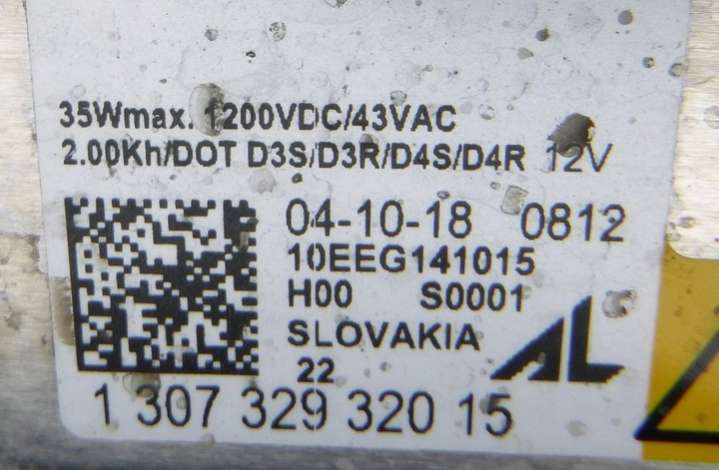 35Wmax. 1200VDC/43VAC
2.00Kh/DOT D3S/D3R/D4S/D4R 12V
04-10-18 0812
10EEG141015
H00 S0001
SLOVAKIA
22
AL
1 307 329 320 15